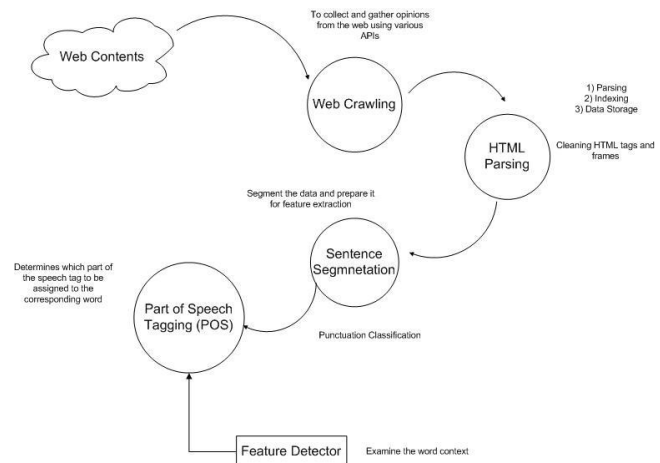 Web Contents
To collect and gather opinions
from the web using various
APIs
Web Crawling
1) Parsing
2) Indexing
3) Data Storage
HTML
Parsing
Cleaning HTML tags and
frames
Segment the data and prepare it
for feature extraction
Sentence
Segmnetation
Punctuation Classification
Determines which part of
the speech tag to be
assigned to the
corresponding word
Part of Speech
Tagging (POS)
Feature Detector
Examine the word context